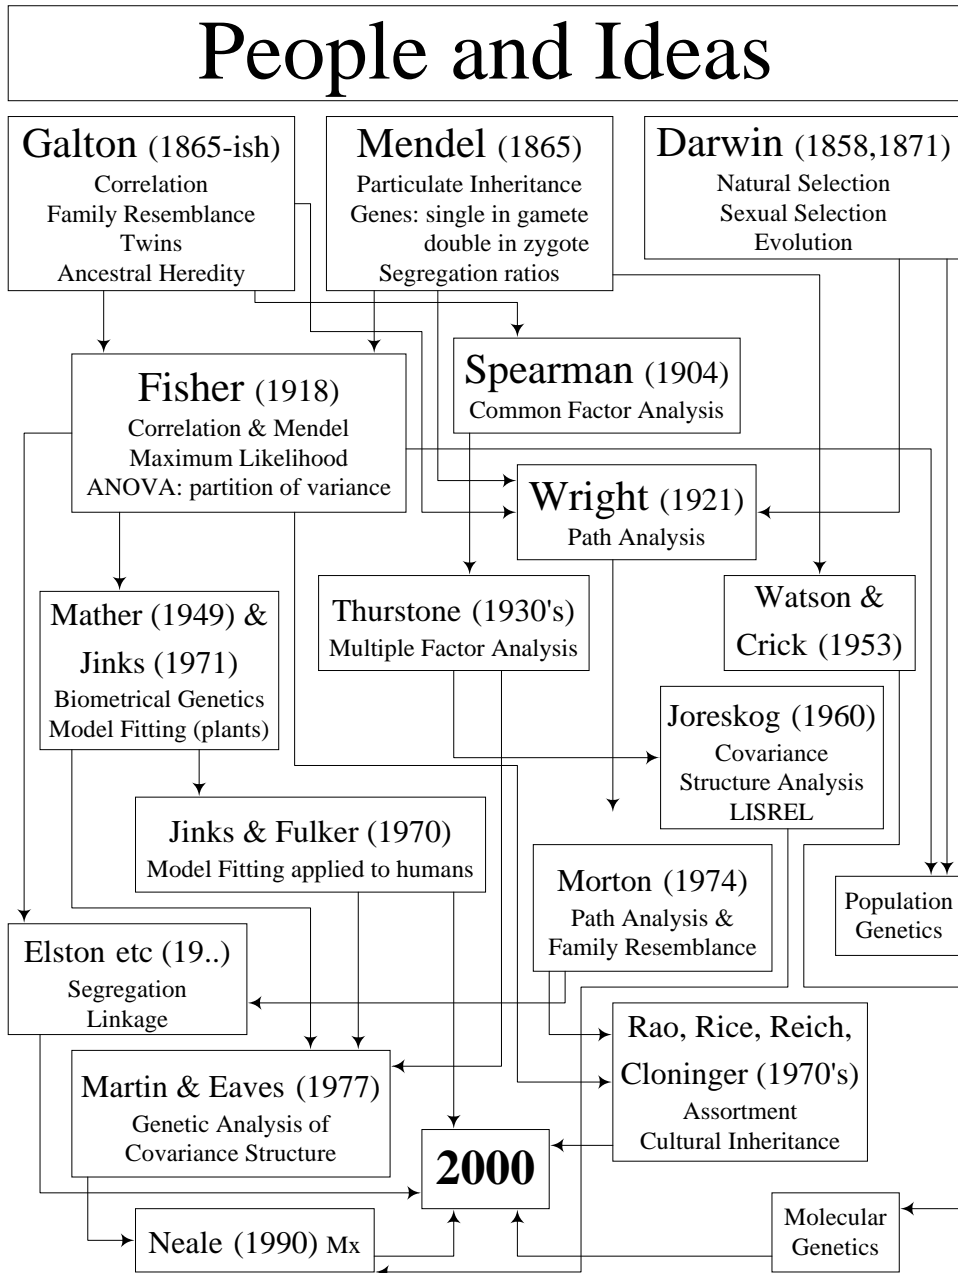 People and Ideas
Galton (1865-ish)
Correlation
Family Resemblance
Twins
Ancestral Heredity
Mendel (1865)
Particulate Inheritance
Genes: single in gamete
double in zygote
Segregation ratios
Darwin (1858,1871)
Natural Selection
Sexual Selection
Evolution
Fisher (1918)
Correlation & Mendel
Maximum Likelihood
ANOVA: partition of variance
Spearman (1904)
Common Factor Analysis
Wright (1921)
Path Analysis
Mather (1949) &
Jinks (1971)
Biometrical Genetics
Model Fitting (plants)
Thurstone (1930's)
Multiple Factor Analysis
Watson &
Crick (1953)
Joreskog (1960)
Covariance
Structure Analysis
LISREL
Jinks & Fulker (1970)
Model Fitting applied to humans
Morton (1974)
Path Analysis &
Family Resemblance
Population
Genetics
Elston etc (19..)
Segregation
Linkage
Rao, Rice, Reich,
Cloninger (1970's)
Assortment
Cultural Inheritance
Martin & Eaves (1977)
Genetic Analysis of
Covariance Structure
2000
Neale (1990) Mx
Molecular
Genetics